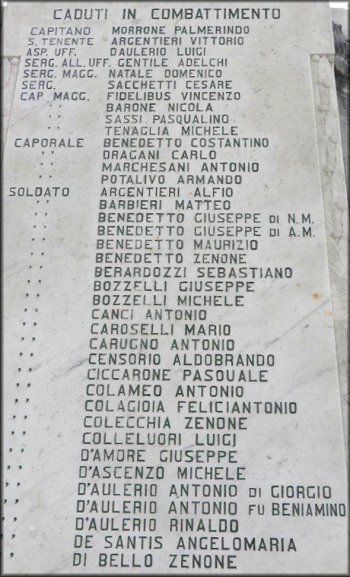 CADUTI IN COMBATTIMENTO
CAPITANO MORRONE PALMERINDO
S. TENENTE ARGENTIERI VITTORIO
ASP. UFF. D'AULERIO LUIGI
SERG. ALL. UFF. GENTILE ADELCHI
SERG. MAGG. NATALE DOMENICO
SERG. SACCHETTI CESARE
CAP. MAGG. FIDELIBUS VINCENZO
" BARONE NICOLA
" SASSI PASQUALINO
" TENAGLIA MICHELE
CAPORALE BENEDETTO COSTANTINO
" DRAGANI CARLO
" MARCHESANI ANTONIO
" POTALIVO ARMANDO
SOLDATO ARGENTIERI ALFIO
" BARBIERI MATTEO
" BENEDETTO GIUSEPPE DI N.M.
" BENEDETTO GIUSEPPE DI A.M.
" BENEDETTO MAURIZIO
" BENEDETTO ZENONE
" BERARDOZZI SEBASTIANO
" BOZZELLI GIUSEPPE
" BOZZELLI MICHELE
" CANCI ANTONIO
" CAROSELLI MARIO
" CARUGNO ANTONIO
" CENSORIO ALDOBRANDO
" CICCARONE PASQUALE
" COLAMEO ANTONIO
" COLAGIOIA FELICIANTONIO
" COLECCHIA ZENONE
" COLLELUORI LUIGI
" D'AMORE GIUSEPPE
" D'ASCENZO MICHELE
" D'AULERIO ANTONIO DI GIORGIO
" D'AULERIO ANTONIO FU BENIAMINO
" D'AULERIO RINALDO
" DE SANTIS ANGELOMARIA
" DI BELLO ZENONE